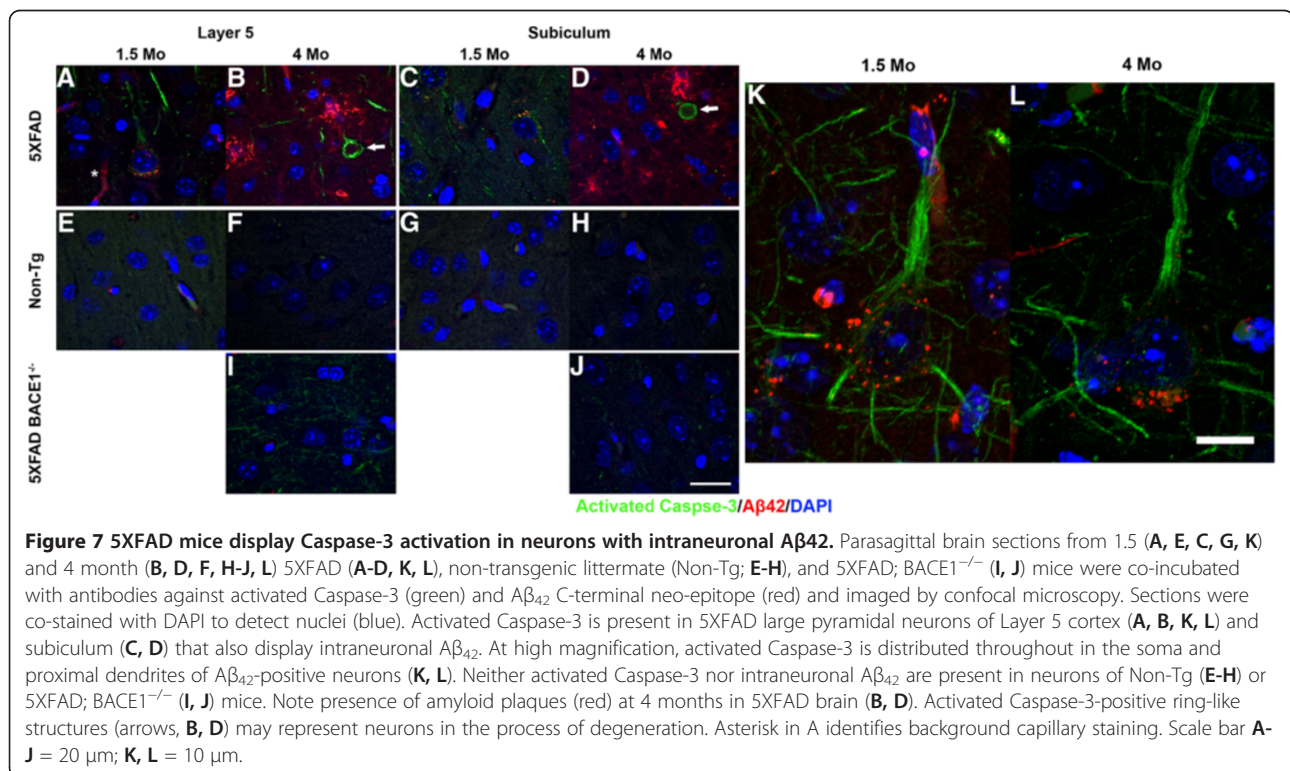 Layer 5 Subiculum
1.5 Mo 4 Mo 1.5 Mo 4 Mo 1.5 Mo 4 Mo
5XFAD
A B C D K L
*
Non-Tg
E F G H
5XFAD BACE1-/-
I J
Activated Caspse-3/Aβ42/DAPI
Figure 7 5XFAD mice display Caspase-3 activation in neurons with intraneuronal Aβ42. Parasagittal brain sections from 1.5 (A, E, C, G, K)
and 4 month (B, D, F, H-J, L) 5XFAD (A-D, K, L), non-transgenic littermate (Non-Tg; E-H), and 5XFAD; BACE1−/− (I, J) mice were co-incubated
with antibodies against activated Caspase-3 (green) and Aβ42 C-terminal neo-epitope (red) and imaged by confocal microscopy. Sections were
co-stained with DAPI to detect nuclei (blue). Activated Caspase-3 is present in 5XFAD large pyramidal neurons of Layer 5 cortex (A, B, K, L) and
subiculum (C, D) that also display intraneuronal Aβ42. At high magnification, activated Caspase-3 is distributed throughout in the soma and
proximal dendrites of Aβ42-positive neurons (K, L). Neither activated Caspase-3 nor intraneuronal Aβ42 are present in neurons of Non-Tg (E-H) or
5XFAD; BACE1−/− (I, J) mice. Note presence of amyloid plaques (red) at 4 months in 5XFAD brain (B, D). Activated Caspase-3-positive ring-like
structures (arrows, B, D) may represent neurons in the process of degeneration. Asterisk in A identifies background capillary staining. Scale bar A-
J = 20 μm; K, L = 10 μm.